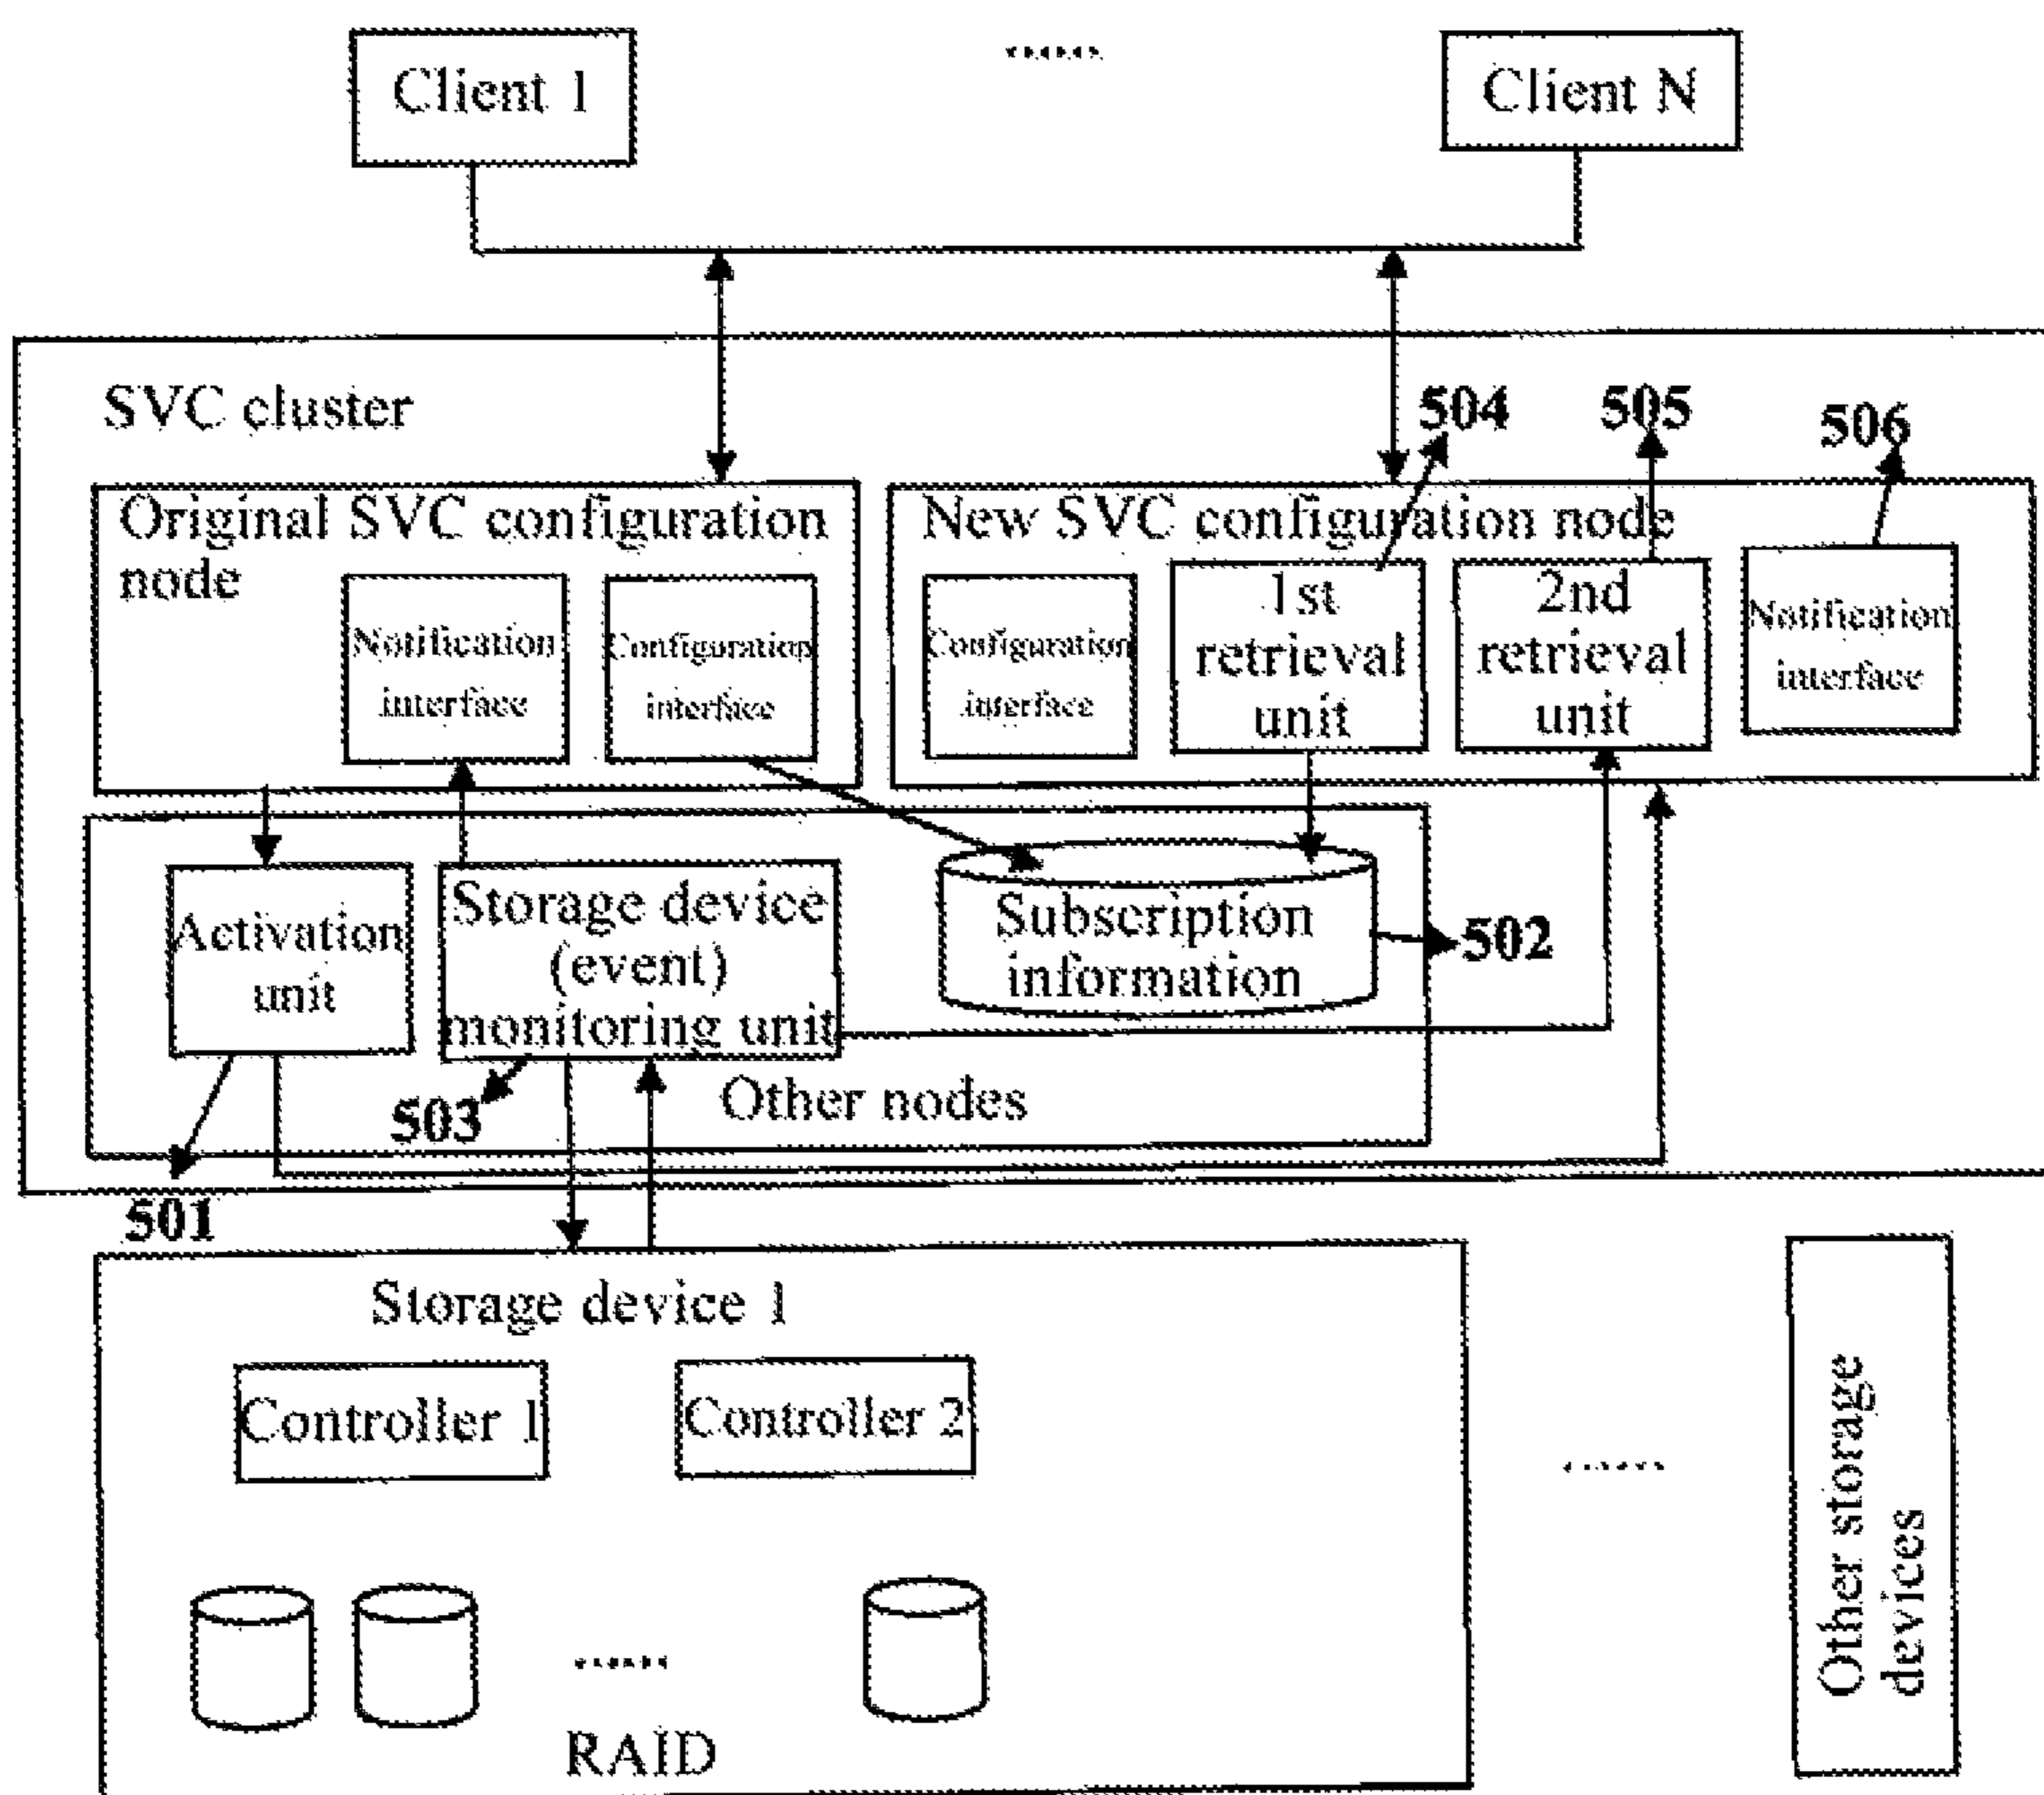 Client 1
......
Client N
SVC cluster
504
505
506
Original SVC configuration
node
Notification
interface
Configuration
interface
New SVC configuration node
Configuration
interface
1st
retrieval
unit
2nd
retrieval
unit
Notification
interface
Activation
unit
Storage device
(event)
monitoring unit
Subscription
information
502
503
Other nodes
501
Storage device 1
Controller 1
Controller 2
......
Other storage
devices
......
RAID